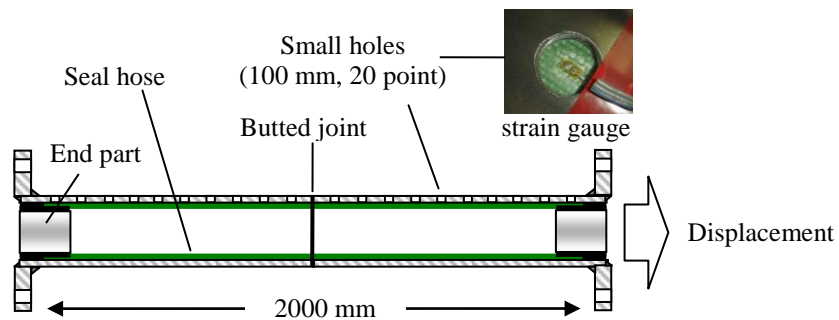 Small holes
(100 mm, 20 point)
Seal hose
Butted joint
strain gauge
End part
Displacement
2000 mm